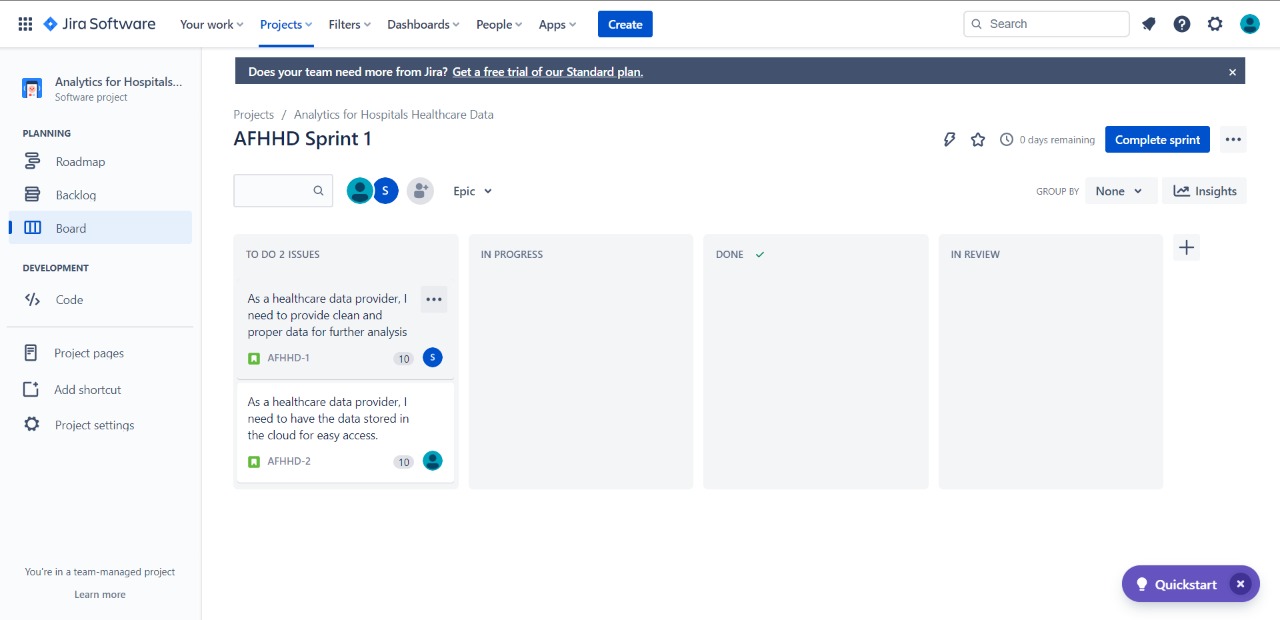 Jira Software
Your work
Projects
Filters
Dashboards
People
Apps
Create
Search
Analytics for Hospitals...
Software project
PLANNING
Roadmap
Backlog
Board
DEVELOPMENT
Code
Project pages
Add shortcut
Project settings
You're in a team-managed project
Learn more
Does your team need more from Jira? Get a free trial of our Standard plan.
Projects / Analytics for Hospitals Healthcare Data
AFHHD Sprint 1
0 days remaining
Complete sprint
S
Epic
GROUP BY
None
Insights
TO DO 2 ISSUES
As a healthcare data provider, I
need to provide clean and
proper data for further analysis
AFHHD-1
10
S
As a healthcare data provider, I
need to have the data stored in
the cloud for easy access.
AFHHD-2
10
IN PROGRESS
DONE
IN REVIEW
Quickstart